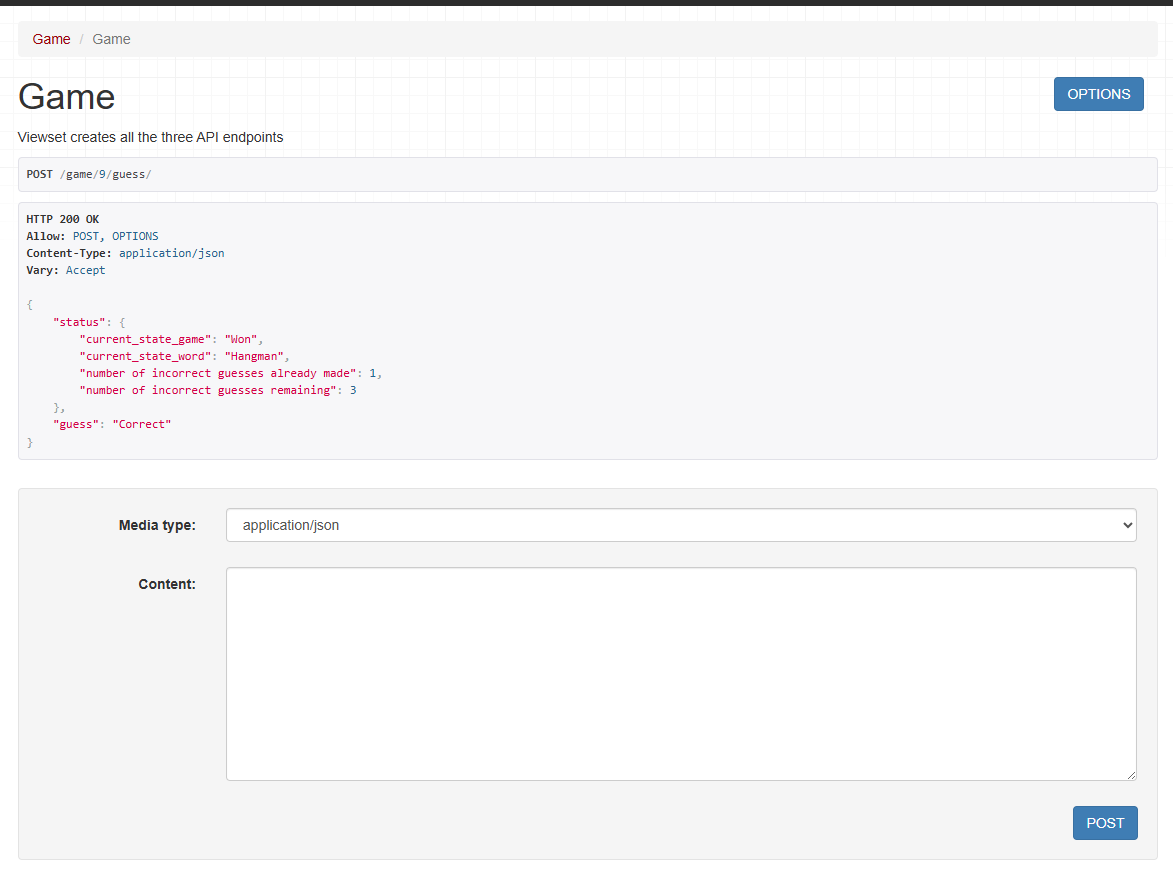 Game / Game
Game
OPTIONS
Viewset creates all the three API endpoints
POST /game/9/guess/
HTTP 200 OK
Allow: POST, OPTIONS
Content-Type: application/json
Vary: Accept
{
    "status": {
        "current_state_game": "Won",
        "current_state_word": "Hangman",
        "number of incorrect guesses already made": 1,
        "number of incorrect guesses remaining": 3
    },
    "guess": "Correct"
}
Media type: application/json
Content:
POST